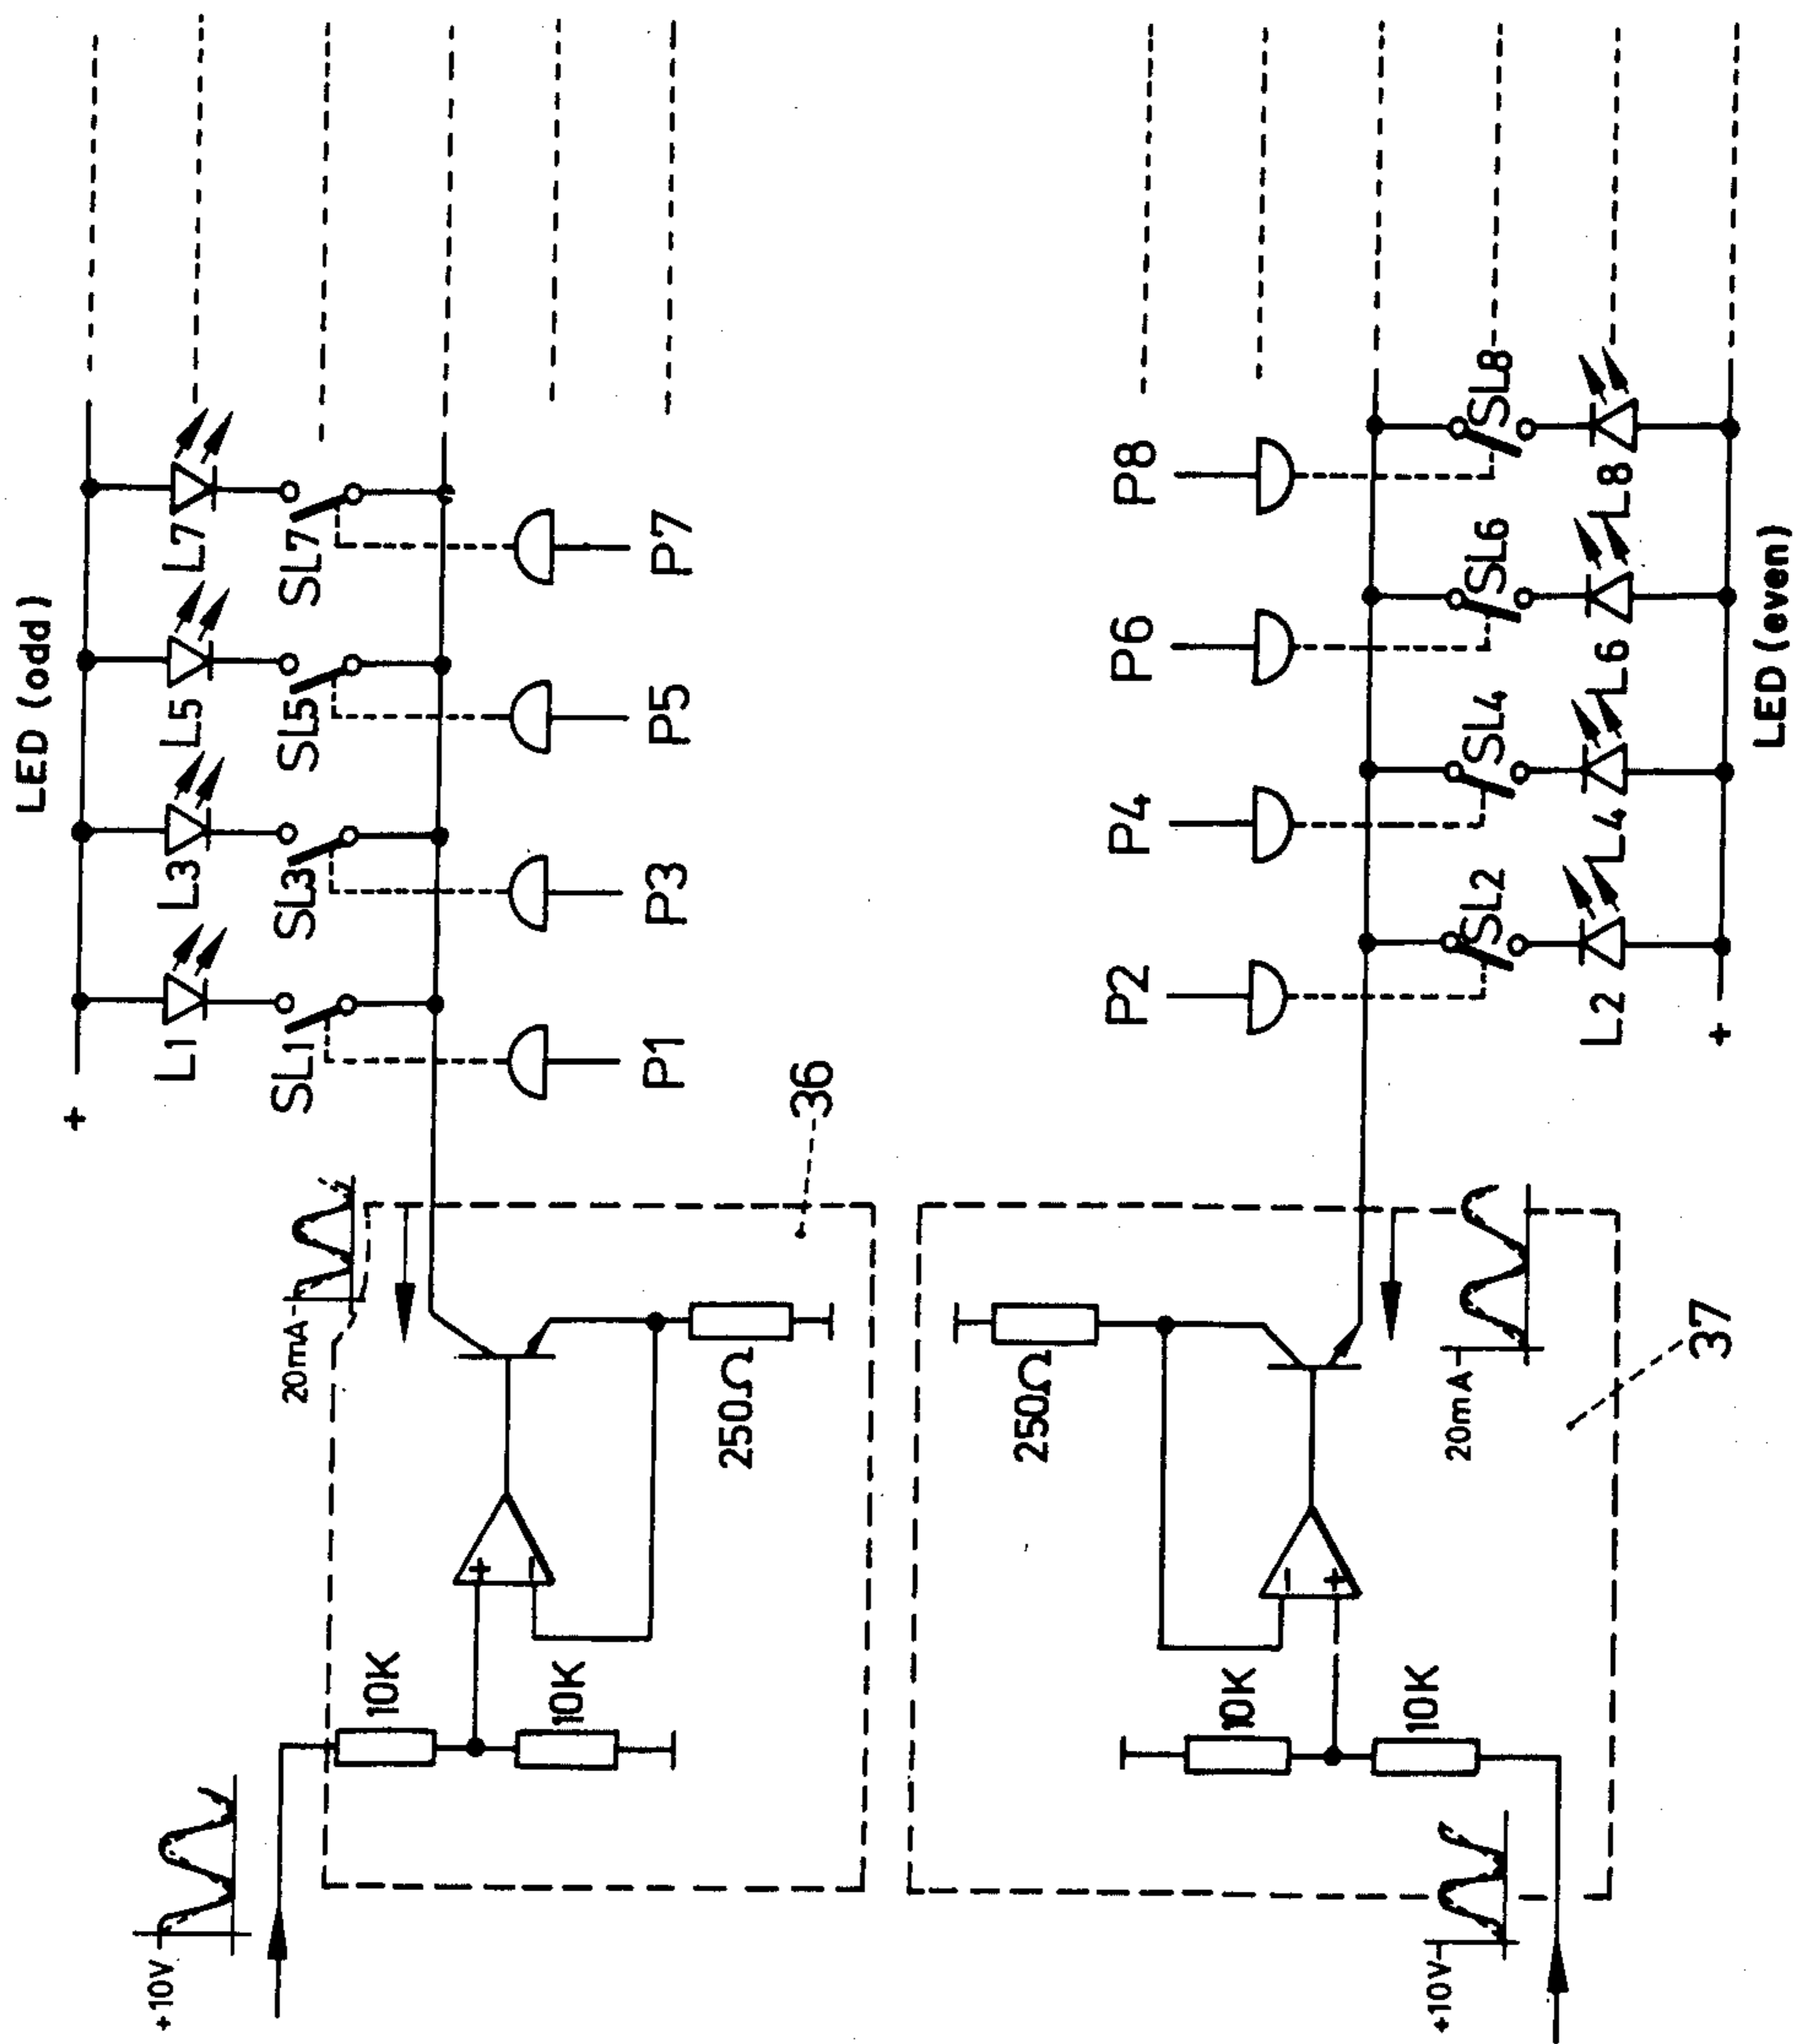 LED (odd)
+
L1
L3
L5
L7
SL1
SL3
SL5
SL7
P1
P3
P5
P7
36
20mA
+10V
10K
10K
+
−
250Ω
P2
P4
P6
P8
SL2
SL4
SL6
SL8
L2
L4
L6
L8
+
LED (even)
250Ω
−
+
10K
10K
20mA
37
+10V